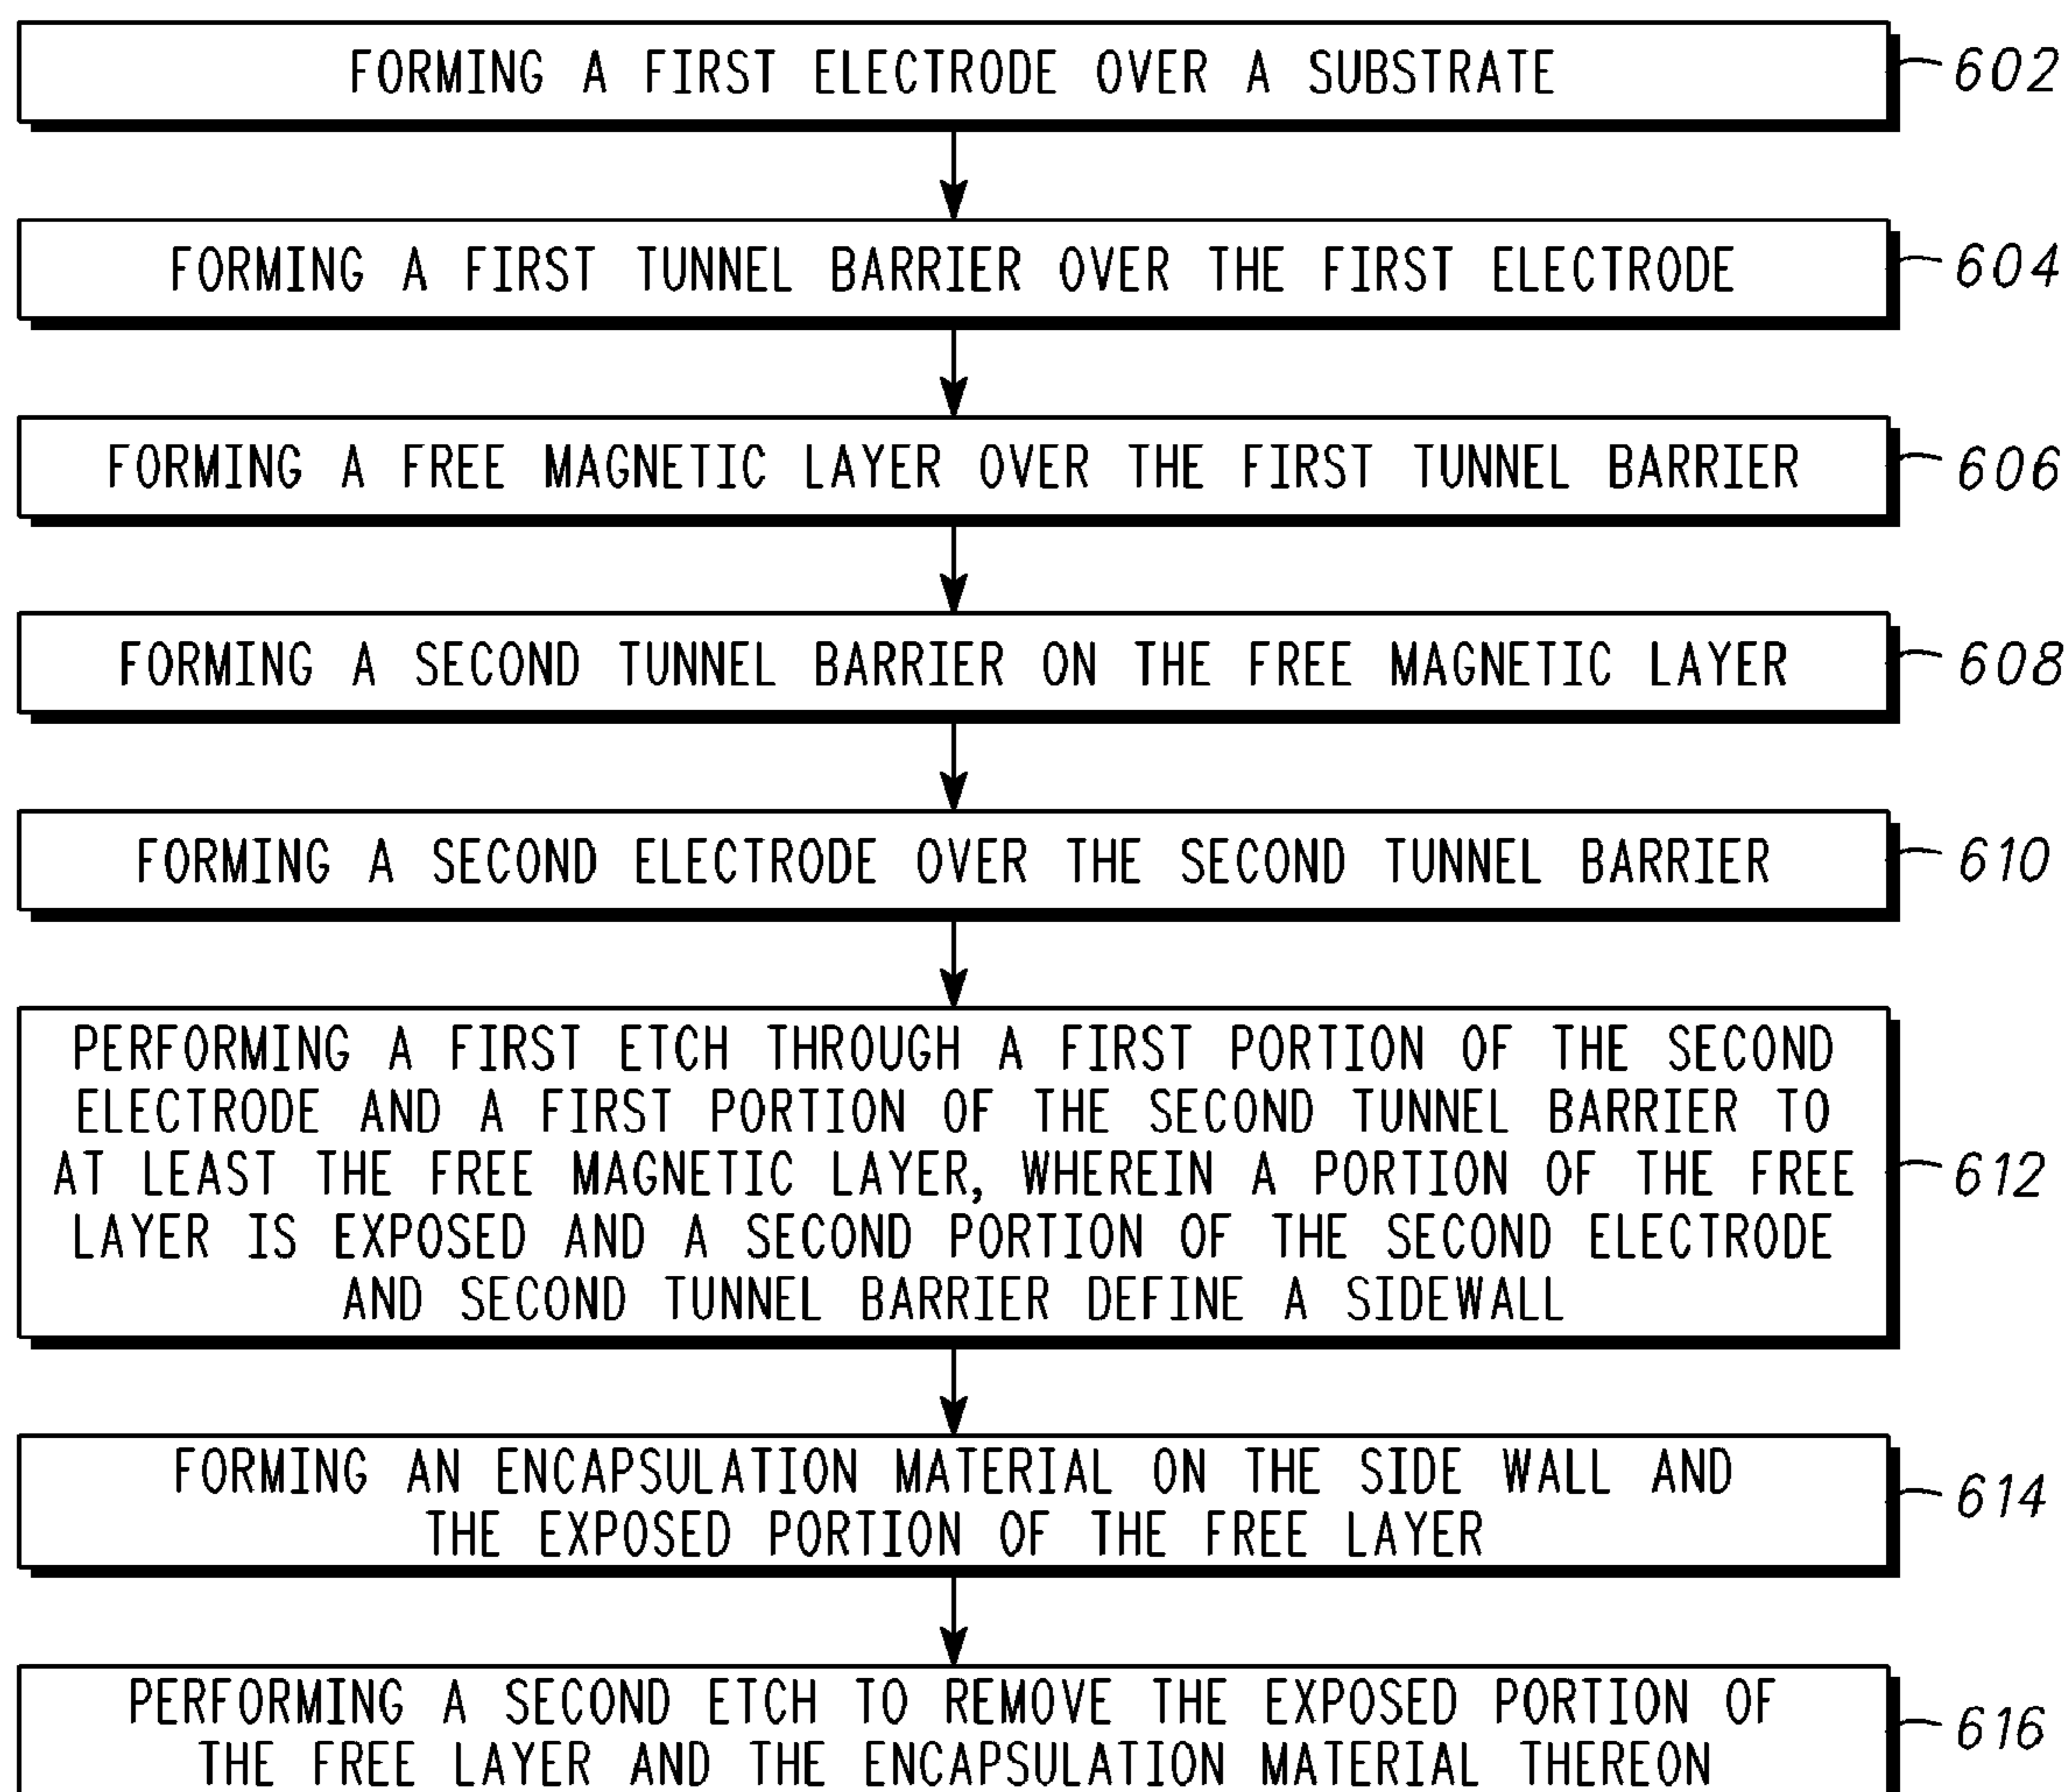 FORMING A FIRST ELECTRODE OVER A SUBSTRATE
602
FORMING A FIRST TUNNEL BARRIER OVER THE FIRST ELECTRODE
604
FORMING A FREE MAGNETIC LAYER OVER THE FIRST TUNNEL BARRIER
606
FORMING A SECOND TUNNEL BARRIER ON THE FREE MAGNETIC LAYER
608
FORMING A SECOND ELECTRODE OVER THE SECOND TUNNEL BARRIER
610
PERFORMING A FIRST ETCH THROUGH A FIRST PORTION OF THE SECOND
ELECTRODE AND A FIRST PORTION OF THE SECOND TUNNEL BARRIER TO
AT LEAST THE FREE MAGNETIC LAYER, WHEREIN A PORTION OF THE FREE
LAYER IS EXPOSED AND A SECOND PORTION OF THE SECOND ELECTRODE
AND SECOND TUNNEL BARRIER DEFINE A SIDEWALL
612
FORMING AN ENCAPSULATION MATERIAL ON THE SIDE WALL AND
THE EXPOSED PORTION OF THE FREE LAYER
614
PERFORMING A SECOND ETCH TO REMOVE THE EXPOSED PORTION OF
THE FREE LAYER AND THE ENCAPSULATION MATERIAL THEREON
616